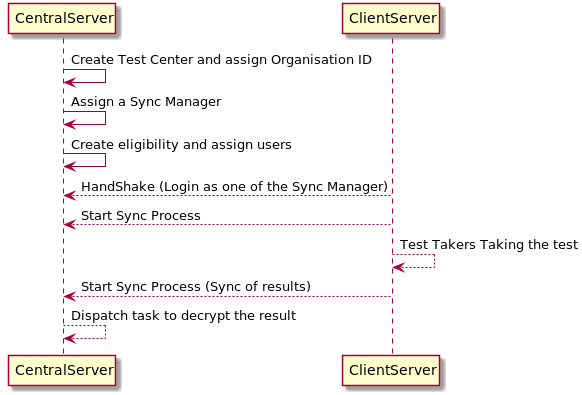 CentralServer ClientServer
Create Test Center and assign Organisation ID
Assign a Sync Manager
Create eligibility and assign users
HandShake (Login as one of the Sync Manager)
Start Sync Process
Test Takers Taking the test
Start Sync Process (Sync of results)
Dispatch task to decrypt the result
CentralServer ClientServer